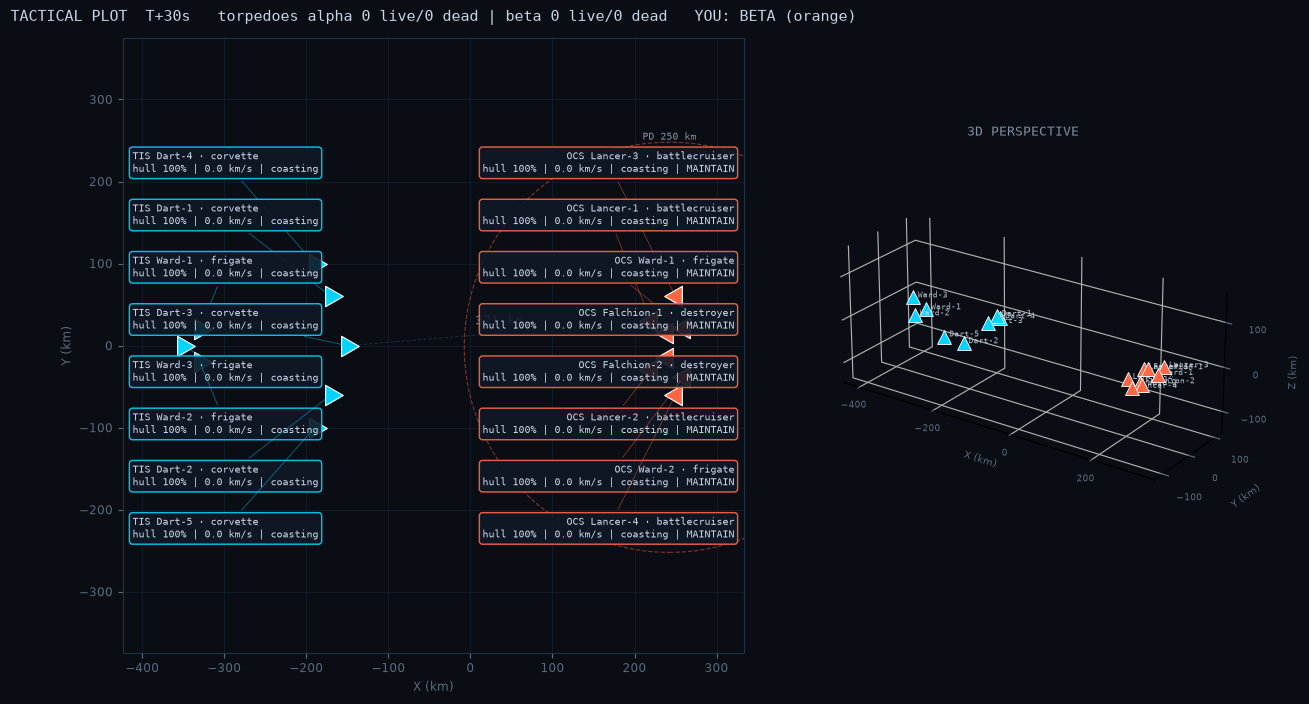 TACTICAL PLOT  T+30s   torpedoes alpha 0 live/0 dead | beta 0 live/0 dead   YOU: BETA (orange)
PD 250 km
TIS Dart-4 · corvette
hull 100% | 0.0 km/s | coasting
TIS Dart-1 · corvette
hull 100% | 0.0 km/s | coasting
TIS Ward-1 · frigate
hull 100% | 0.0 km/s | coasting
TIS Dart-3 · corvette
hull 100% | 0.0 km/s | coasting
TIS Ward-3 · frigate
hull 100% | 0.0 km/s | coasting
TIS Ward-2 · frigate
hull 100% | 0.0 km/s | coasting
TIS Dart-2 · corvette
hull 100% | 0.0 km/s | coasting
TIS Dart-5 · corvette
hull 100% | 0.0 km/s | coasting
OCS Lancer-3 · battlecruiser
hull 100% | 0.0 km/s | coasting | MAINTAIN
OCS Lancer-1 · battlecruiser
hull 100% | 0.0 km/s | coasting | MAINTAIN
OCS Ward-1 · frigate
hull 100% | 0.0 km/s | coasting | MAINTAIN
OCS Falchion-1 · destroyer
hull 100% | 0.0 km/s | coasting | MAINTAIN
OCS Falchion-2 · destroyer
hull 100% | 0.0 km/s | coasting | MAINTAIN
OCS Lancer-2 · battlecruiser
hull 100% | 0.0 km/s | coasting | MAINTAIN
OCS Ward-2 · frigate
hull 100% | 0.0 km/s | coasting | MAINTAIN
OCS Lancer-4 · battlecruiser
hull 100% | 0.0 km/s | coasting | MAINTAIN
300
200
100
0
−100
−200
−300
Y (km)
−400
−300
−200
−100
0
100
200
300
X (km)
3D PERSPECTIVE
Ward-3
Ward-1
Dart-5
Dart-2
−400
−200
0
200
X (km)
−100
0
100
Y (km)
100
0
−100
Z (km)